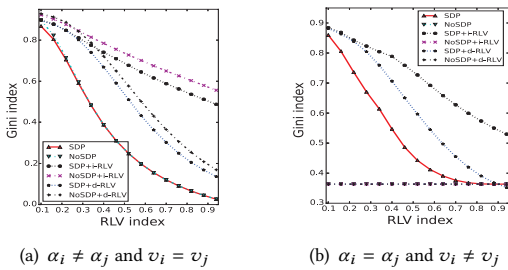 Gini index
0.8
0.6
0.4
0.2
0.0
SDP
NoSDP
SDP+i-RLV
NoSDP+i-RLV
SDP+d-RLV
NoSDP+d-RLV
0.1 0.2 0.3 0.4 0.5 0.6 0.7 0.8 0.9
RLV index
(a) αi ≠ αj and vi = vj
Gini index
0.9
0.8
0.7
0.6
0.5
0.4
0.3
SDP
NoSDP
SDP+i-RLV
NoSDP+i-RLV
SDP+d-RLV
NoSDP+d-RLV
0.1 0.2 0.3 0.4 0.5 0.6 0.7 0.8 0.9
RLV index
(b) αi = αj and vi ≠ vj